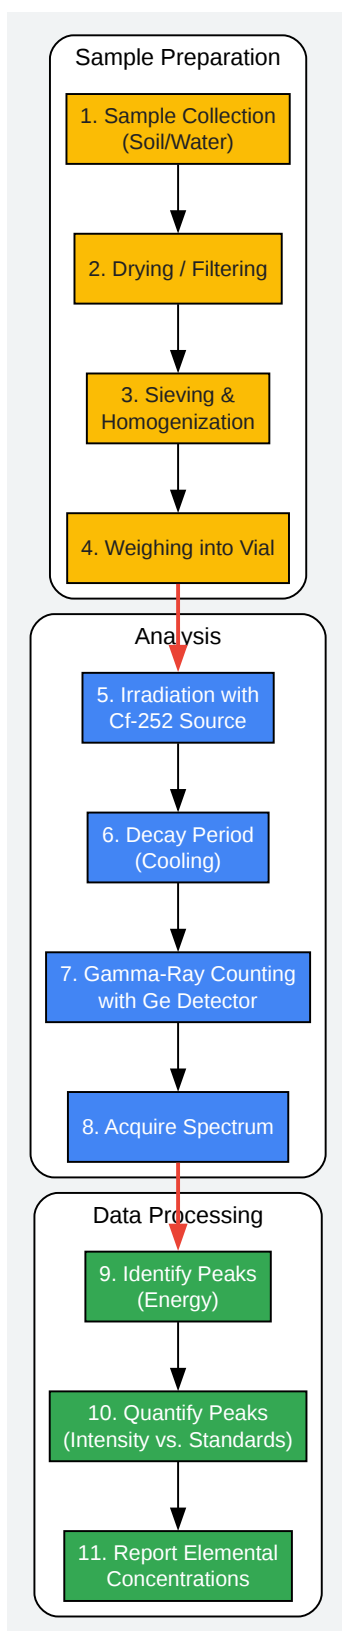 Sample Preparation
1. Sample Collection
(Soil/Water)
2. Drying / Filtering
3. Sieving &
Homogenization
4. Weighing into Vial
Analysis
5. Irradiation with
Cf-252 Source
6. Decay Period
(Cooling)
7. Gamma-Ray Counting
with Ge Detector
8. Acquire Spectrum
Data Processing
9. Identify Peaks
(Energy)
10. Quantify Peaks
(Intensity vs. Standards)
11. Report Elemental
Concentrations